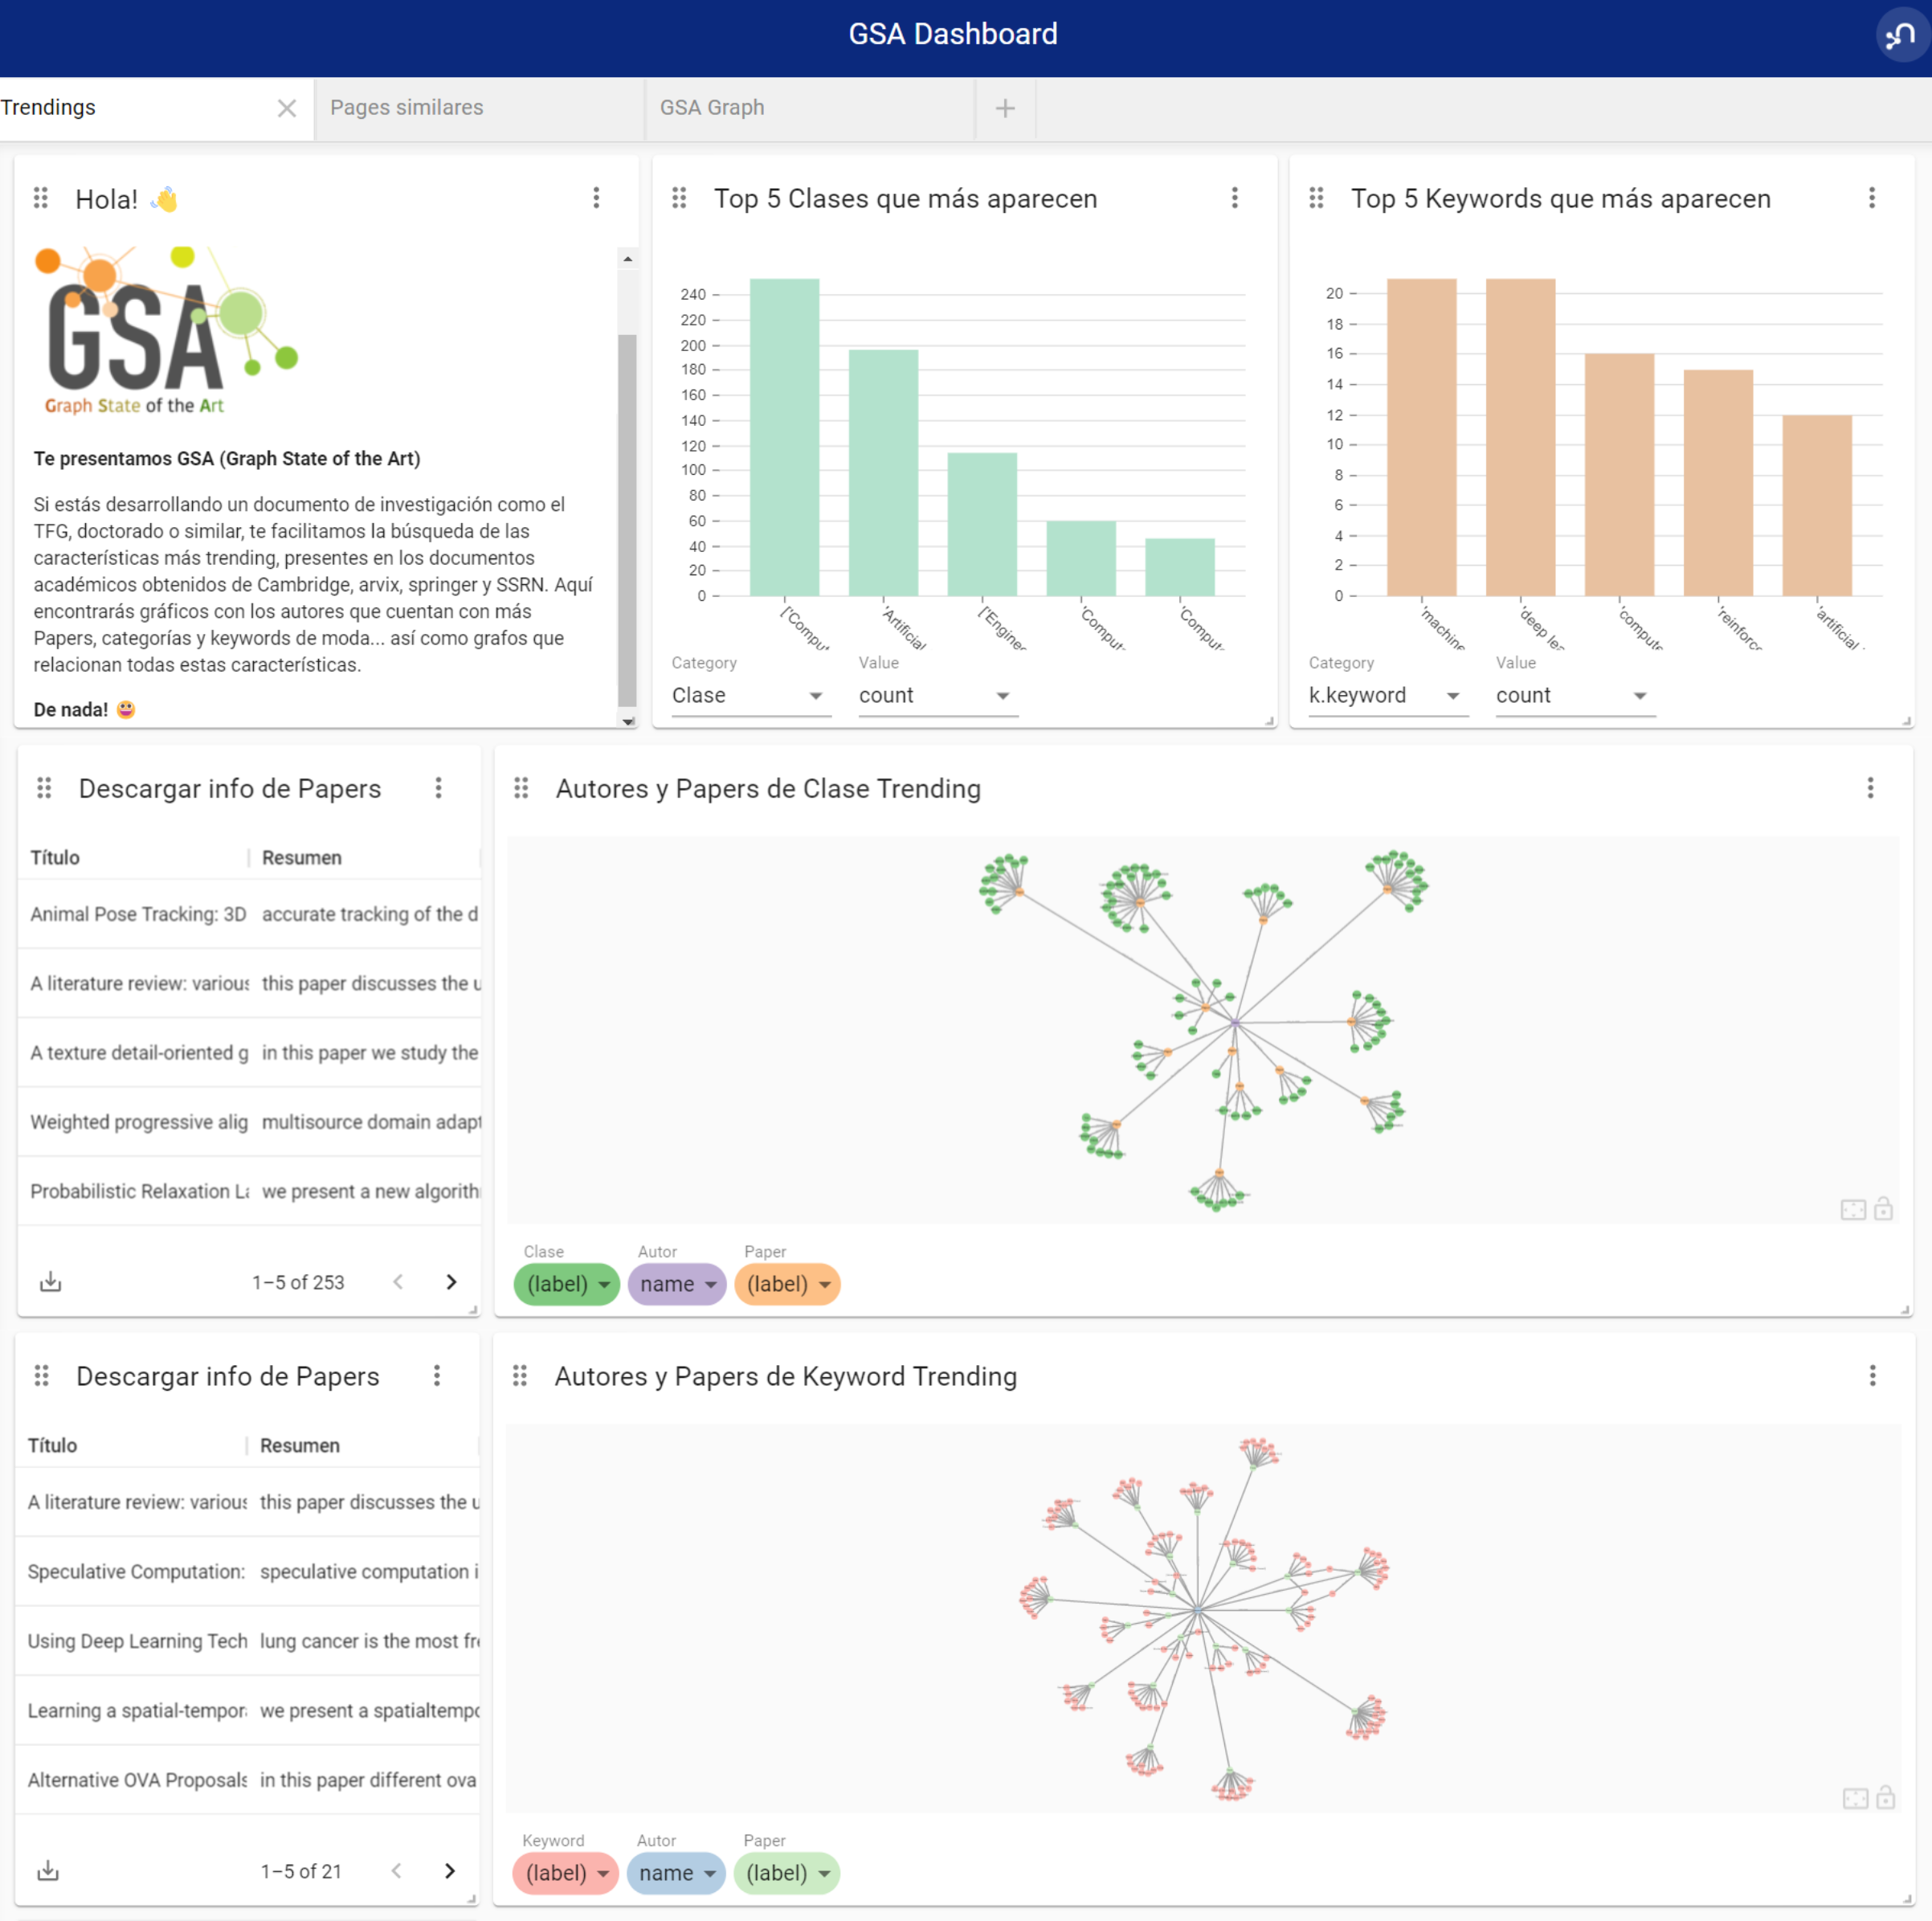 GSA Dashboard
Trendings
Pages similares
GSA Graph
Hola! 👋
GSA
Graph State of the Art
Te presentamos GSA (Graph State of the Art)
Si estás desarrollando un documento de investigación como el
TFG, doctorado o similar, te facilitamos la búsqueda de las
características más trending, presentes en los documentos
académicos obtenidos de Cambridge, arvix, springer y SSRN. Aquí
encontrarás gráficos con los autores que cuentan con más
Papers, categorías y keywords de moda... así como grafos que
relacionan todas estas características.
De nada! 😀
Top 5 Clases que más aparecen
240
220
200
180
160
140
120
100
80
60
40
20
0
['Comput
'Artificial
['Enginee
'Compute
'Compute
Category
Value
Clase
count
Top 5 Keywords que más aparecen
20
18
16
14
12
10
8
6
4
2
0
'machine
'deep lea
'compute
'reinforce
'artificial
Category
Value
k.keyword
count
Descargar info de Papers
Título
Resumen
Animal Pose Tracking: 3D
accurate tracking of the d
A literature review: various
this paper discusses the u
A texture detail-oriented g
in this paper we study the
Weighted progressive alig
multisource domain adapt
Probabilistic Relaxation La
we present a new algorith
1–5 of 253
Autores y Papers de Clase Trending
Clase
Autor
Paper
(label)
name
(label)
Descargar info de Papers
Título
Resumen
A literature review: various
this paper discusses the u
Speculative Computation:
speculative computation i
Using Deep Learning Tech
lung cancer is the most fre
Learning a spatial-tempora
we present a spatialtempo
Alternative OVA Proposals
in this paper different ova
1–5 of 21
Autores y Papers de Keyword Trending
Keyword
Autor
Paper
(label)
name
(label)